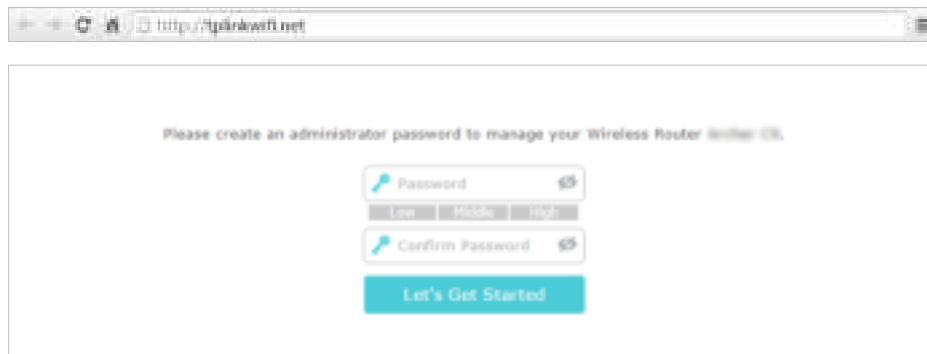 http://tplinkwifi.net
Please create an administrator password to manage your Wireless Router
Password
Low Middle High
Confirm Password
Let's Get Started